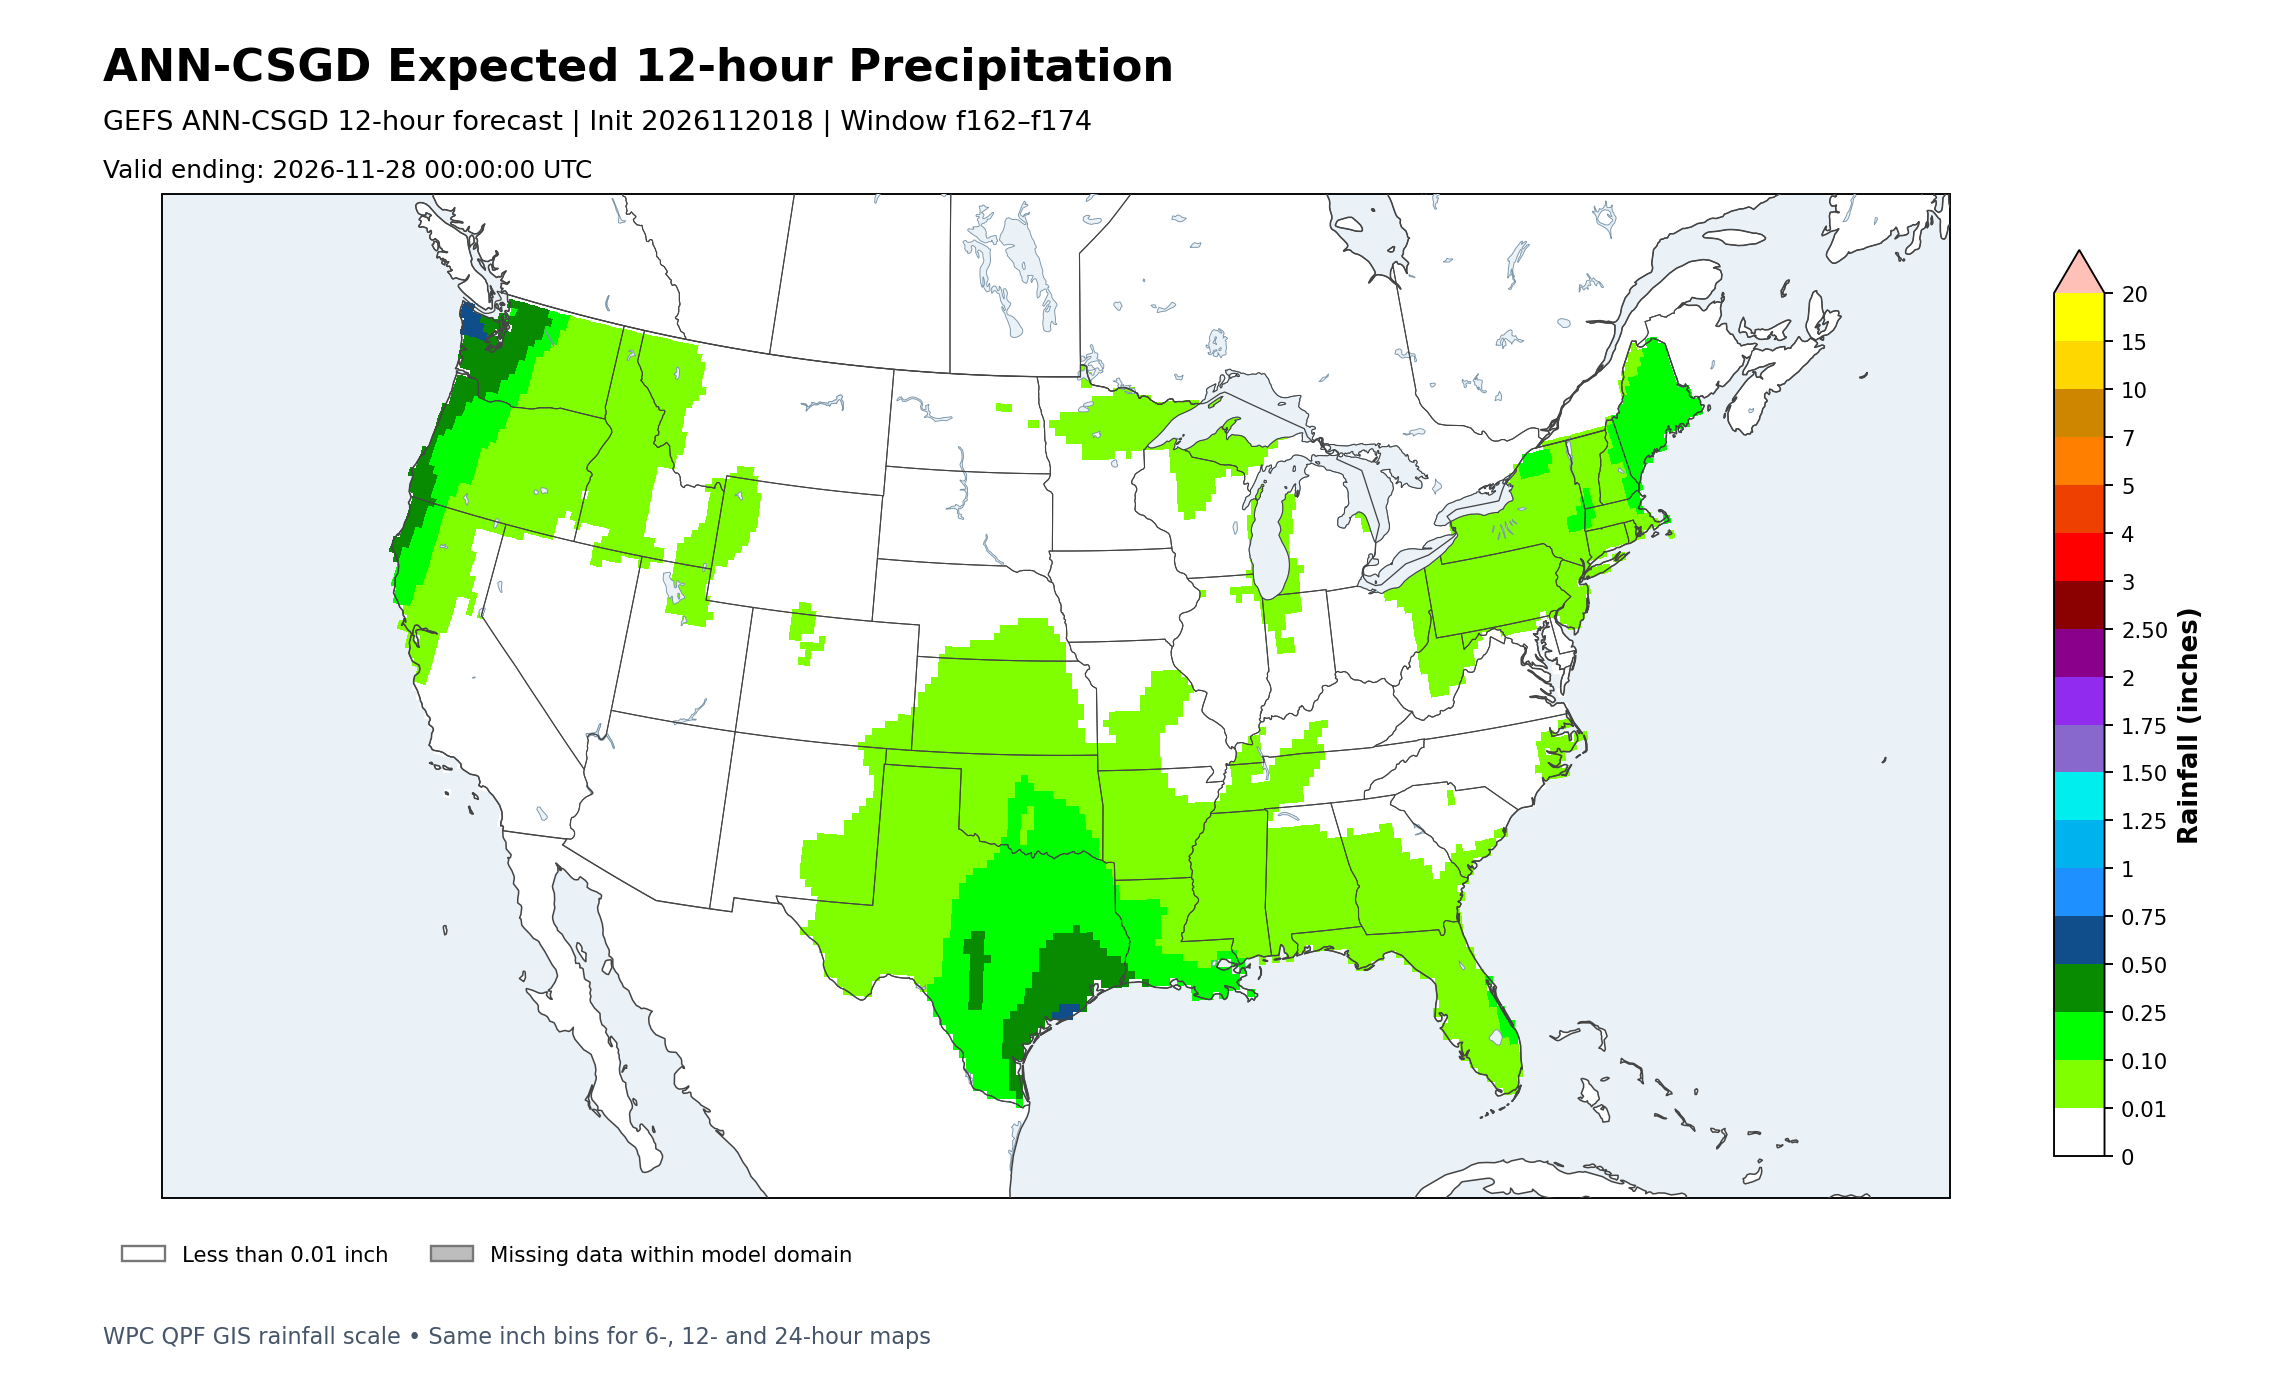 ANN-CSGD Expected 12-hour Precipitation
GEFS ANN-CSGD 12-hour forecast | Init 2026112018 | Window f162–f174
Valid ending: 2026-11-28 00:00:00 UTC
20
15
10
7
5
4
3
2.50
2
1.75
1.50
1.25
1
0.75
0.50
0.25
0.10
0.01
0
Rainfall (inches)
Less than 0.01 inch
Missing data within model domain
WPC QPF GIS rainfall scale • Same inch bins for 6-, 12- and 24-hour maps